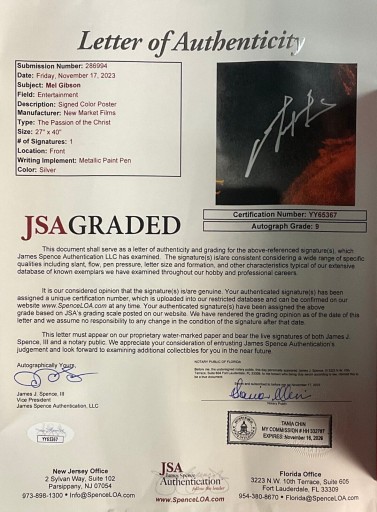 Letter of Authenticity
Submission Number: 286994
Date: Friday, November 17, 2023
Subject: Mel Gibson
Field: Entertainment
Description: Signed Color Poster
Manufacturer: New Market Films
Type: The Passion of the Christ
Size: 27" x 40"
# of Signatures: 1
Location: Front
Writing Implement: Metallic Paint Pen
Color: Silver
Certification Number: YY65367
Autograph Grade: 9
JSAGRADED
This document shall serve as a letter of authenticity and grading for the above-referenced signature(s), which
James Spence Authentication LLC has examined. The signature(s) is/are consistent considering a wide range of specific
qualities including slant, flow, pen pressure, letter size and formation, and other characteristics typical of our extensive
database of known exemplars we have examined throughout our hobby and professional careers.
It is our considered opinion that the signature(s) is/are genuine. Your authenticated signature(s) has been
assigned a unique certification number, which is uploaded into our restricted database and can be confirmed on our
website www.SpenceLOA.com at any time. Your authenticated signature(s) have been assigned the above
grade based on JSA's grading scale posted on our website. We have rendered the grading opinion as of the date of this
letter and we assume no responsibility to any change in the condition of the signature after that date.
This letter must appear on our proprietary water-marked paper and bear the live signatures of both James J.
Spence, III and a notary public. We appreciate your consideration of entrusting James Spence Authentication's
judgement and look forward to examining additional collectibles for you in the near future
Autographically Yours,
James J. Spence, III
Vice President
James Spence Authentication, LLC
NOTARY PUBLIC OF FLORIDA
JSA
YY65367
TANIA CHIN
MY COMMISSION # HH 332787
EXPIRES: November 16, 2026
New Jersey Office
2 Sylvan Way, Suite 102
Parsippany, NJ 07054
973-898-1300 • Info@SpenceLOA.com
JSA
James Spence
Authentication
www.SpenceLOA.com
Florida Office
3223 N.W. 10th Terrace, Suite 605
Fort Lauderdale, FL 33309
954-380-8670 • Florida@SpenceLOA.com